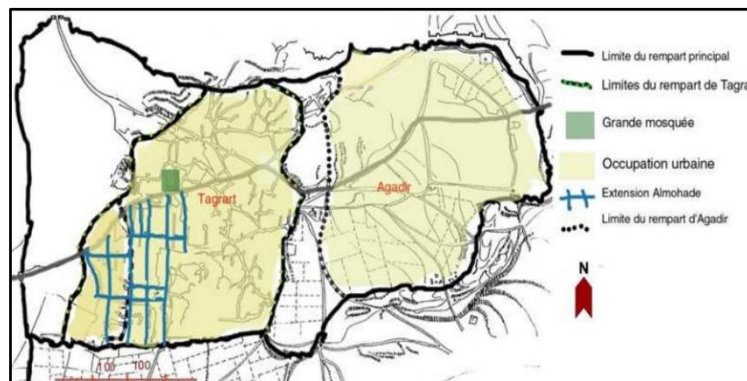 Tagrart
Agadir
100 100
Limite du rempart principal
Limites du rempart de Tagra
Grande mosquée
Occupation urbaine
Extension Almohade
Limite du rempart d'Agadir
N